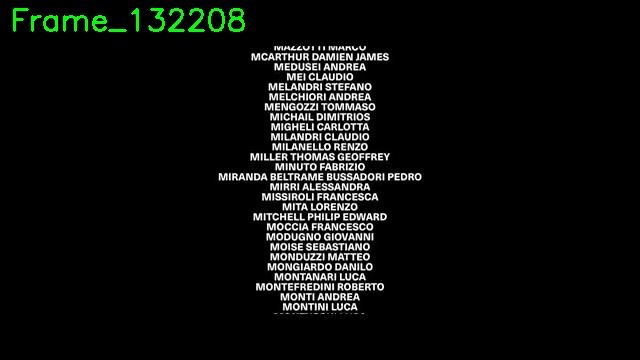 Frame_132208
MAZZOTTI MARCO
MCARTHUR DAMIEN JAMES
MEDUSEI ANDREA
MEI CLAUDIO
MELANDRI STEFANO
MELCHIORI ANDREA
MENGOZZI TOMMASO
MICHAIL DIMITRIOS
MIGHELI CARLOTTA
MILANDRI CLAUDIO
MILANELLO RENZO
MILLER THOMAS GEOFFREY
MINUTO FABRIZIO
MIRANDA BELTRAME BUSSADORI PEDRO
MIRRI ALESSANDRA
MISSIROLI FRANCESCA
MITA LORENZO
MITCHELL PHILIP EDWARD
MOCCIA FRANCESCO
MODUGNO GIOVANNI
MOISE SEBASTIANO
MONDUZZI MATTEO
MONGIARDO DANILO
MONTANARI LUCA
MONTEFREDINI ROBERTO
MONTI ANDREA
MONTINI LUCA